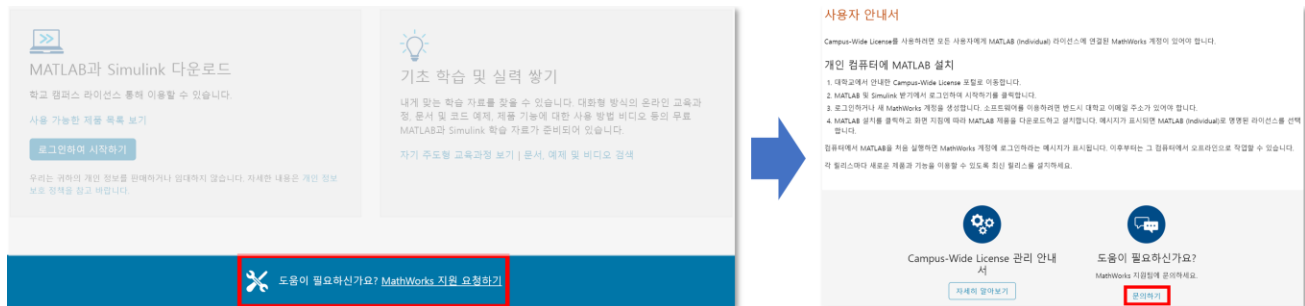 MATLAB과 Simulink 다운로드
학교 캠퍼스 라이선스 통해 이용할 수 있습니다.
사용 가능한 제품 목록 보기
로그인하여 시작하기
우리는 귀하의 개인 정보를 판매하거나 임대하지 않습니다. 자세한 내용은 개인 정보
보호 정책을 참고 바랍니다.
기초 학습 및 실력 쌓기
내게 맞는 학습 자료를 찾을 수 있습니다. 대화형 방식의 온라인 교육과
정, 문서 및 코드 예제, 제품 기능에 대한 사용 방법 비디오 등의 무료
MATLAB과 Simulink 학습 자료가 준비되어 있습니다.
자기 주도형 교육과정 보기 | 문서, 예제 및 비디오 검색
도움이 필요하신가요? MathWorks 지원 요청하기
사용자 안내서
Campus-Wide License를 사용하려면 모든 사용자에게 MATLAB (Individual) 라이선스에 연결된 MathWorks 계정이 있어야 합니다.
개인 컴퓨터에 MATLAB 설치
1. 대학교에서 안내한 Campus-Wide License 포털로 이동합니다.
2. MATLAB 및 Simulink 받기에서 로그인하여 시작하기를 클릭합니다.
3. 로그인하거나 새 MathWorks 계정을 생성합니다. 소프트웨어를 이용하려면 반드시 대학교 이메일 주소가 있어야 합니다.
4. MATLAB 설치를 클릭하고 화면 지침에 따라 MATLAB 제품을 다운로드하고 설치합니다. 메시지가 표시되면 MATLAB (Individual)로 명명된 라이선스를 선택
합니다.
컴퓨터에서 MATLAB을 처음 실행하면 MathWorks 계정에 로그인하라는 메시지가 표시됩니다. 이후부터는 그 컴퓨터에서 오프라인으로 작업할 수 있습니다.
각 릴리스마다 새로운 제품과 기능을 이용할 수 있도록 최신 릴리스를 설치하세요.
Campus-Wide License 관리 안내
서
자세히 알아보기
도움이 필요하신가요?
MathWorks 지원팀에 문의하세요.
문의하기